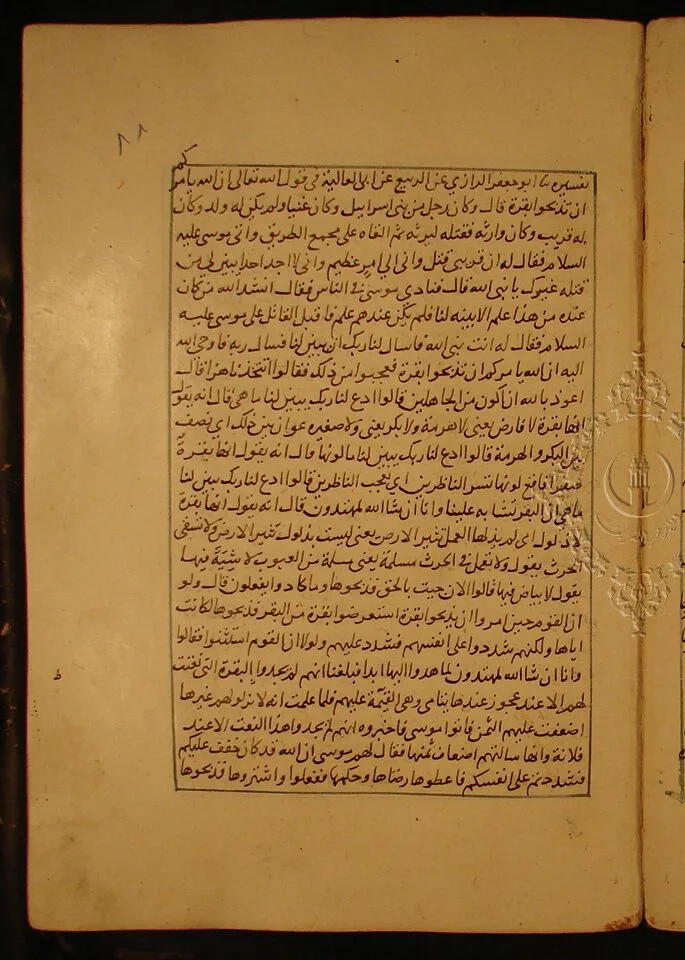 ٨٨
تفسيره ثنا ابو جعفر الرازي عن الربيع عن ابي العالية في قول الله تعالى ان الله يامركم
ان تذبحوا بقرة قال وكان رجل من بني اسرايل وكان غنيا ولم يكن له ولد وكان
له قريب وكان وارثه فقتله ليرثه ثم القاه على مجمع الطريق واتى موسى عليه
السلام فقال له ان قريبي قتل واتى الي امر عظيم واني لا اجد احدا يبين لي من
قتله غيرك يا نبي الله قال فنادى موسى في الناس فقال انشد الله من كان
عنده من هذا علم الا بينه لنا فلم يكن عندهم علم فاقبل القاتل على موسى عليه
السلام فقال له انت نبي الله فاسال لنا ربك ان يبين لنا فسال ربه فاوحى الله
اليه ان الله يامركم ان تذبحوا بقرة فعجبوا من ذلك فقالوا اتتخذنا هزا قال
اعوذ بالله ان اكون من الجاهلين قالوا ادع لنا ربك يبين لنا ما هي قال انه يقول
انها بقرة لا فارض يعني لا هرمة ولا بكر يعني ولا صغيره عوان بين ذلك اي نصف
بين البكر والهرمة قالوا ادع لنا ربك يبين لنا ما لونها قال انه يقول انها بقرة
صفرا فاقع لونها تسر الناظرين اي تعجب الناظرين قالوا ادع لنا ربك يبين لنا
ما هي ان البقر تشابه علينا وانا ان شا الله لمهتدون قال انه يقول انها بقرة
لا ذلول اي لم يذلها العمل تثير الارض يعني ليست بذلول تثير الارض ولا تسقي
الحرث يقول ولا تعمل في الحرث مسلمة يعني مسلمة من العيوب لا شية فيها
يقول لا بياض فيها قالوا الان جيت بالحق فذبحوها وما كادوا يفعلون قال ولو
ان القوم حين امروا ان يذبحوا بقرة استعرضوا بقرة من البقر فذبحوها لكانت
اياها ولكنهم شددوا على انفسهم فشدد عليهم ولولا ان القوم استثنوا فقالوا
وانا ان شا الله لمهتدون لما هدوا اليها ابدا فبلغنا انهم لم يجدوا البقرة التي نعتت
لهم الا عند عجوز عندها يتامى وهي القيمة عليهم فلما علمت انه لا يزكو لهم غيرها
اضعفت عليهم الثمن فاتوا موسى فاخبروه انهم لم يجدوا هذا النعت الا عند
فلانة وانها سالتهم اضعاف ثمنها فقال لهم موسى ان الله قد كان خفف عليكم
فشددتم على انفسكم فاعطوها رضاها وحكمها ففعلوا واشتروها فذبحوها